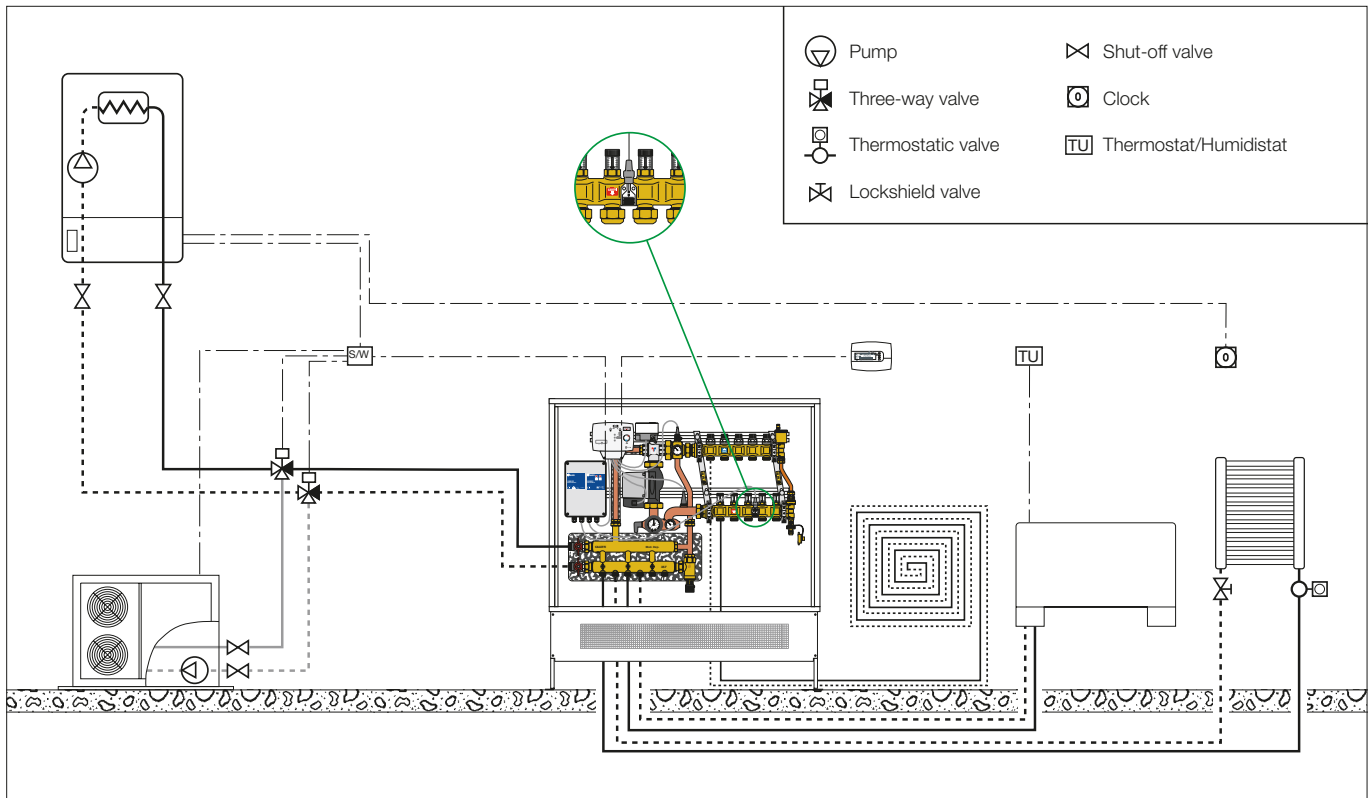 Pump
Shut-off valve
Three-way valve
Clock
Thermostatic valve
TU
Thermostat/Humidistat
Lockshield valve
S/W
TU